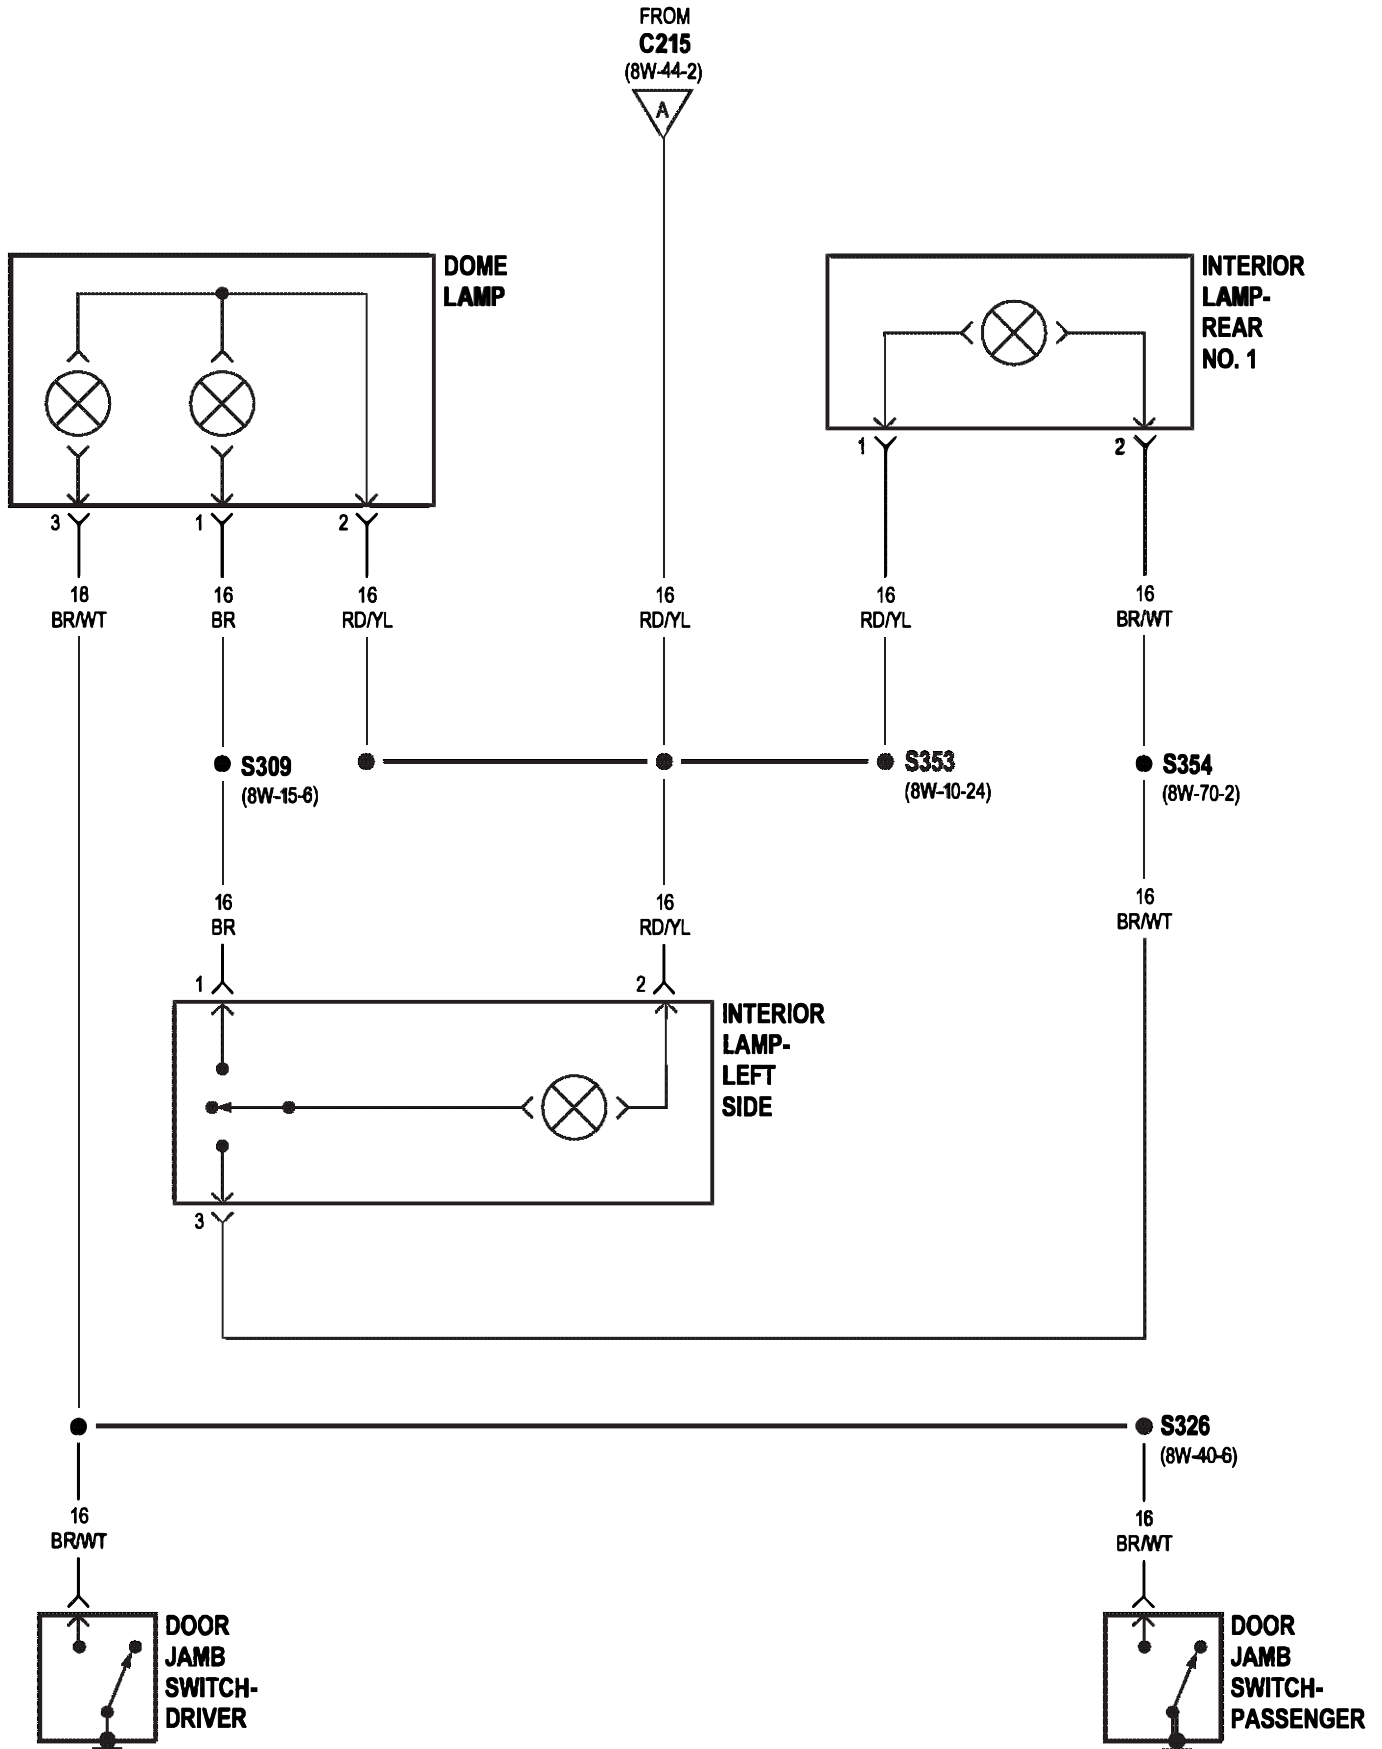 FROM
C215
(8W-44-2)
A
DOME
LAMP
INTERIOR
LAMP-
REAR
NO. 1
3
1
2
1
2
18
BR/WT
16
BR
16
RD/YL
16
RD/YL
16
RD/YL
16
BR/WT
S309
(8W-15-6)
S353
(8W-10-24)
S354
(8W-70-2)
16
BR
16
RD/YL
16
BR/WT
1
2
INTERIOR
LAMP-
LEFT
SIDE
3
S326
(8W-40-6)
16
BR/WT
16
BR/WT
DOOR
JAMB
SWITCH-
DRIVER
DOOR
JAMB
SWITCH-
PASSENGER